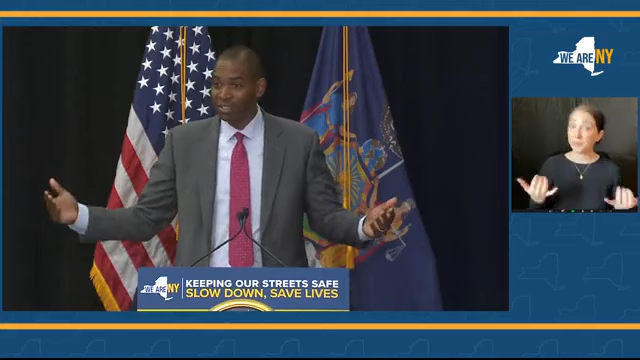 WE ARE NY
WE ARE NY
KEEPING OUR STREETS SAFE
SLOW DOWN, SAVE LIVES